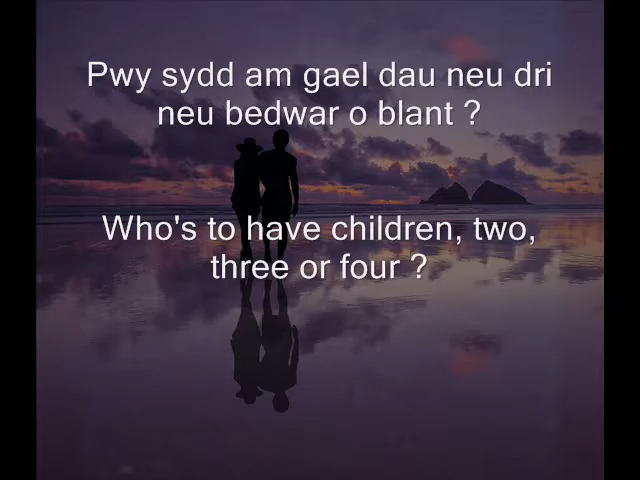 Pwy sydd am gael dau neu dri
neu bedwar o blant ?
Who's to have children, two,
three or four ?